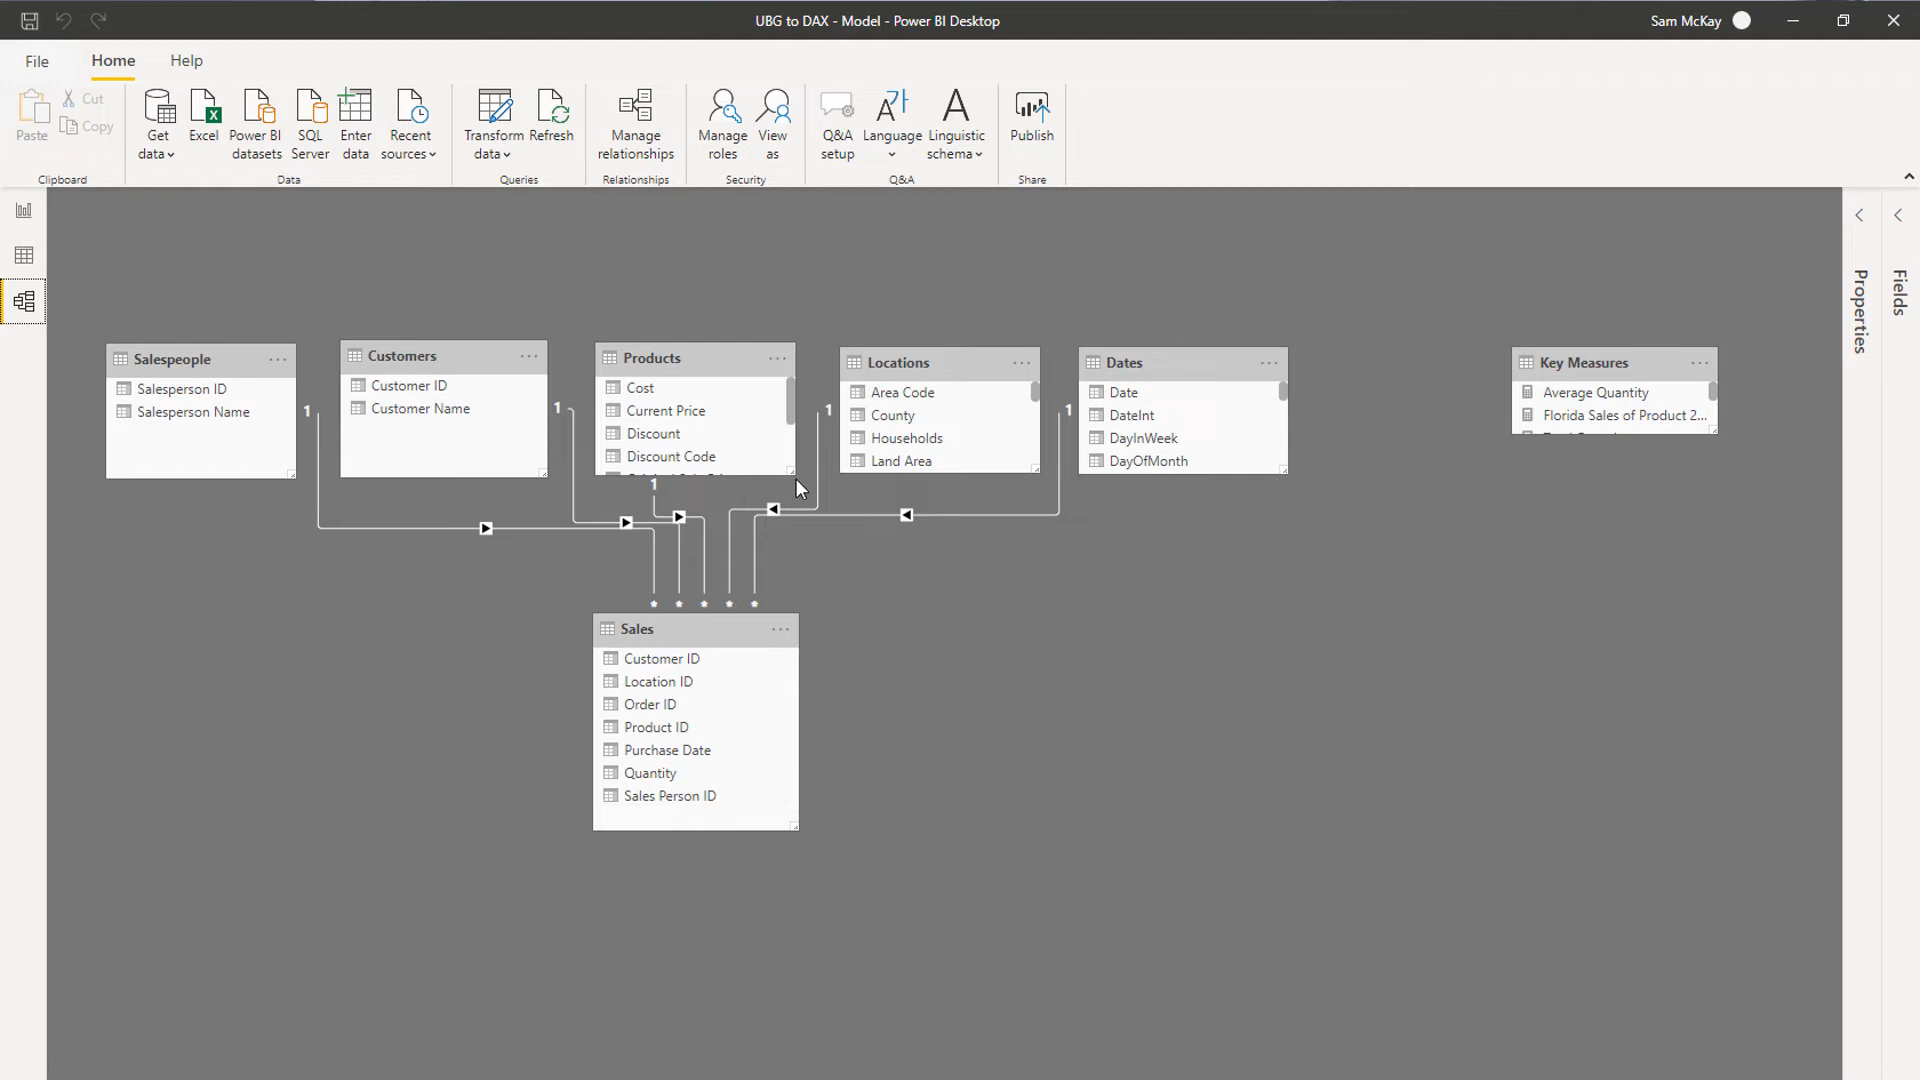 UBG to DAX - Model - Power BI Desktop
Sam McKay
File
Home
Help
Paste
Cut
Copy
Clipboard
Get data
Excel
Power BI datasets
SQL Server
Enter data
Recent sources
Data
Transform data
Refresh
Queries
Manage relationships
Relationships
Manage roles
View as
Security
Q&A setup
Language
Linguistic schema
Q&A
Publish
Share
Properties
Fields
Salespeople
Salesperson ID
Salesperson Name
1
Customers
Customer ID
Customer Name
1
Products
Cost
Current Price
Discount
Discount Code
1
Locations
Area Code
County
Households
Land Area
1
Dates
Date
DateInt
DayInWeek
DayOfMonth
1
Key Measures
Average Quantity
Florida Sales of Product 2...
* * * * *
Sales
Customer ID
Location ID
Order ID
Product ID
Purchase Date
Quantity
Sales Person ID